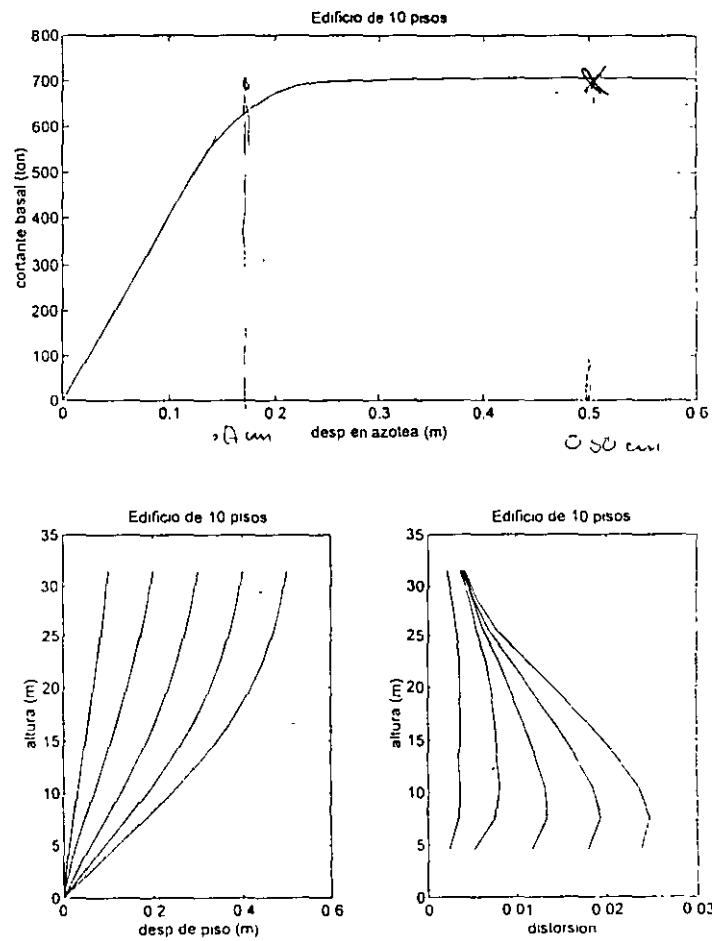 Edificio de 10 pisos
800
700
600
500
400
300
200
100
0
cortante basal (ton)
0 0.1 0.2 0.3 0.4 0.5 0.6
desp en azotea (m)
Edificio de 10 pisos
35
30
25
20
15
10
5
0
altura (m)
0 0 2 0 4 0 6
desp de piso (m)
Edificio de 10 pisos
35
30
25
20
15
10
5
0
altura (m)
0 0 01 0 02 0 03
distorsion